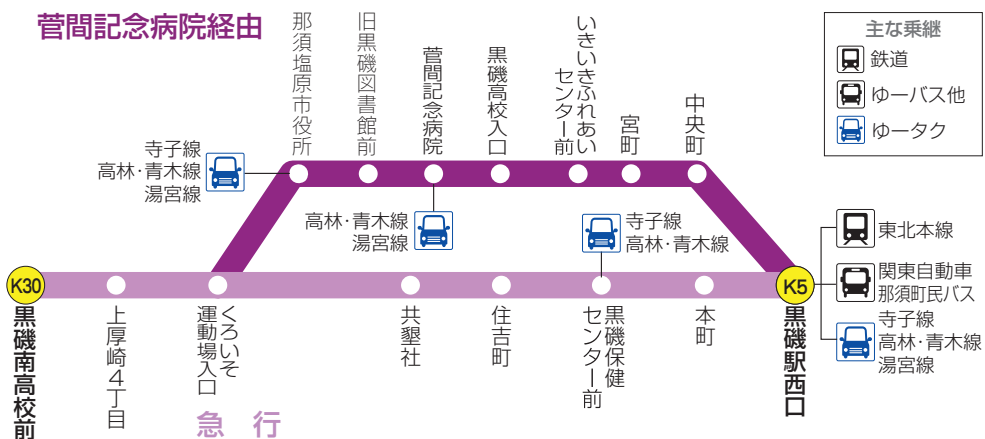 菅間記念病院経由
那須塩原市役所
旧黒磯図書館前
菅間記念病院
黒磯高校入口
いきいきふれあい
センター前
宮町
中央町
主な乗継
鉄道
ゆーバス他
ゆータク
寺子線
高林・青木線
湯宮線
高林・青木線
湯宮線
寺子線
高林・青木線
東北本線
関東自動車
那須町民バス
寺子線
高林・青木線
湯宮線
K30
K5
黒磯南高校前
上厚崎4丁目
くろいそ
運動場入口
共墾社
住吉町
黒磯保健
センター前
本町
黒磯駅西口
急行